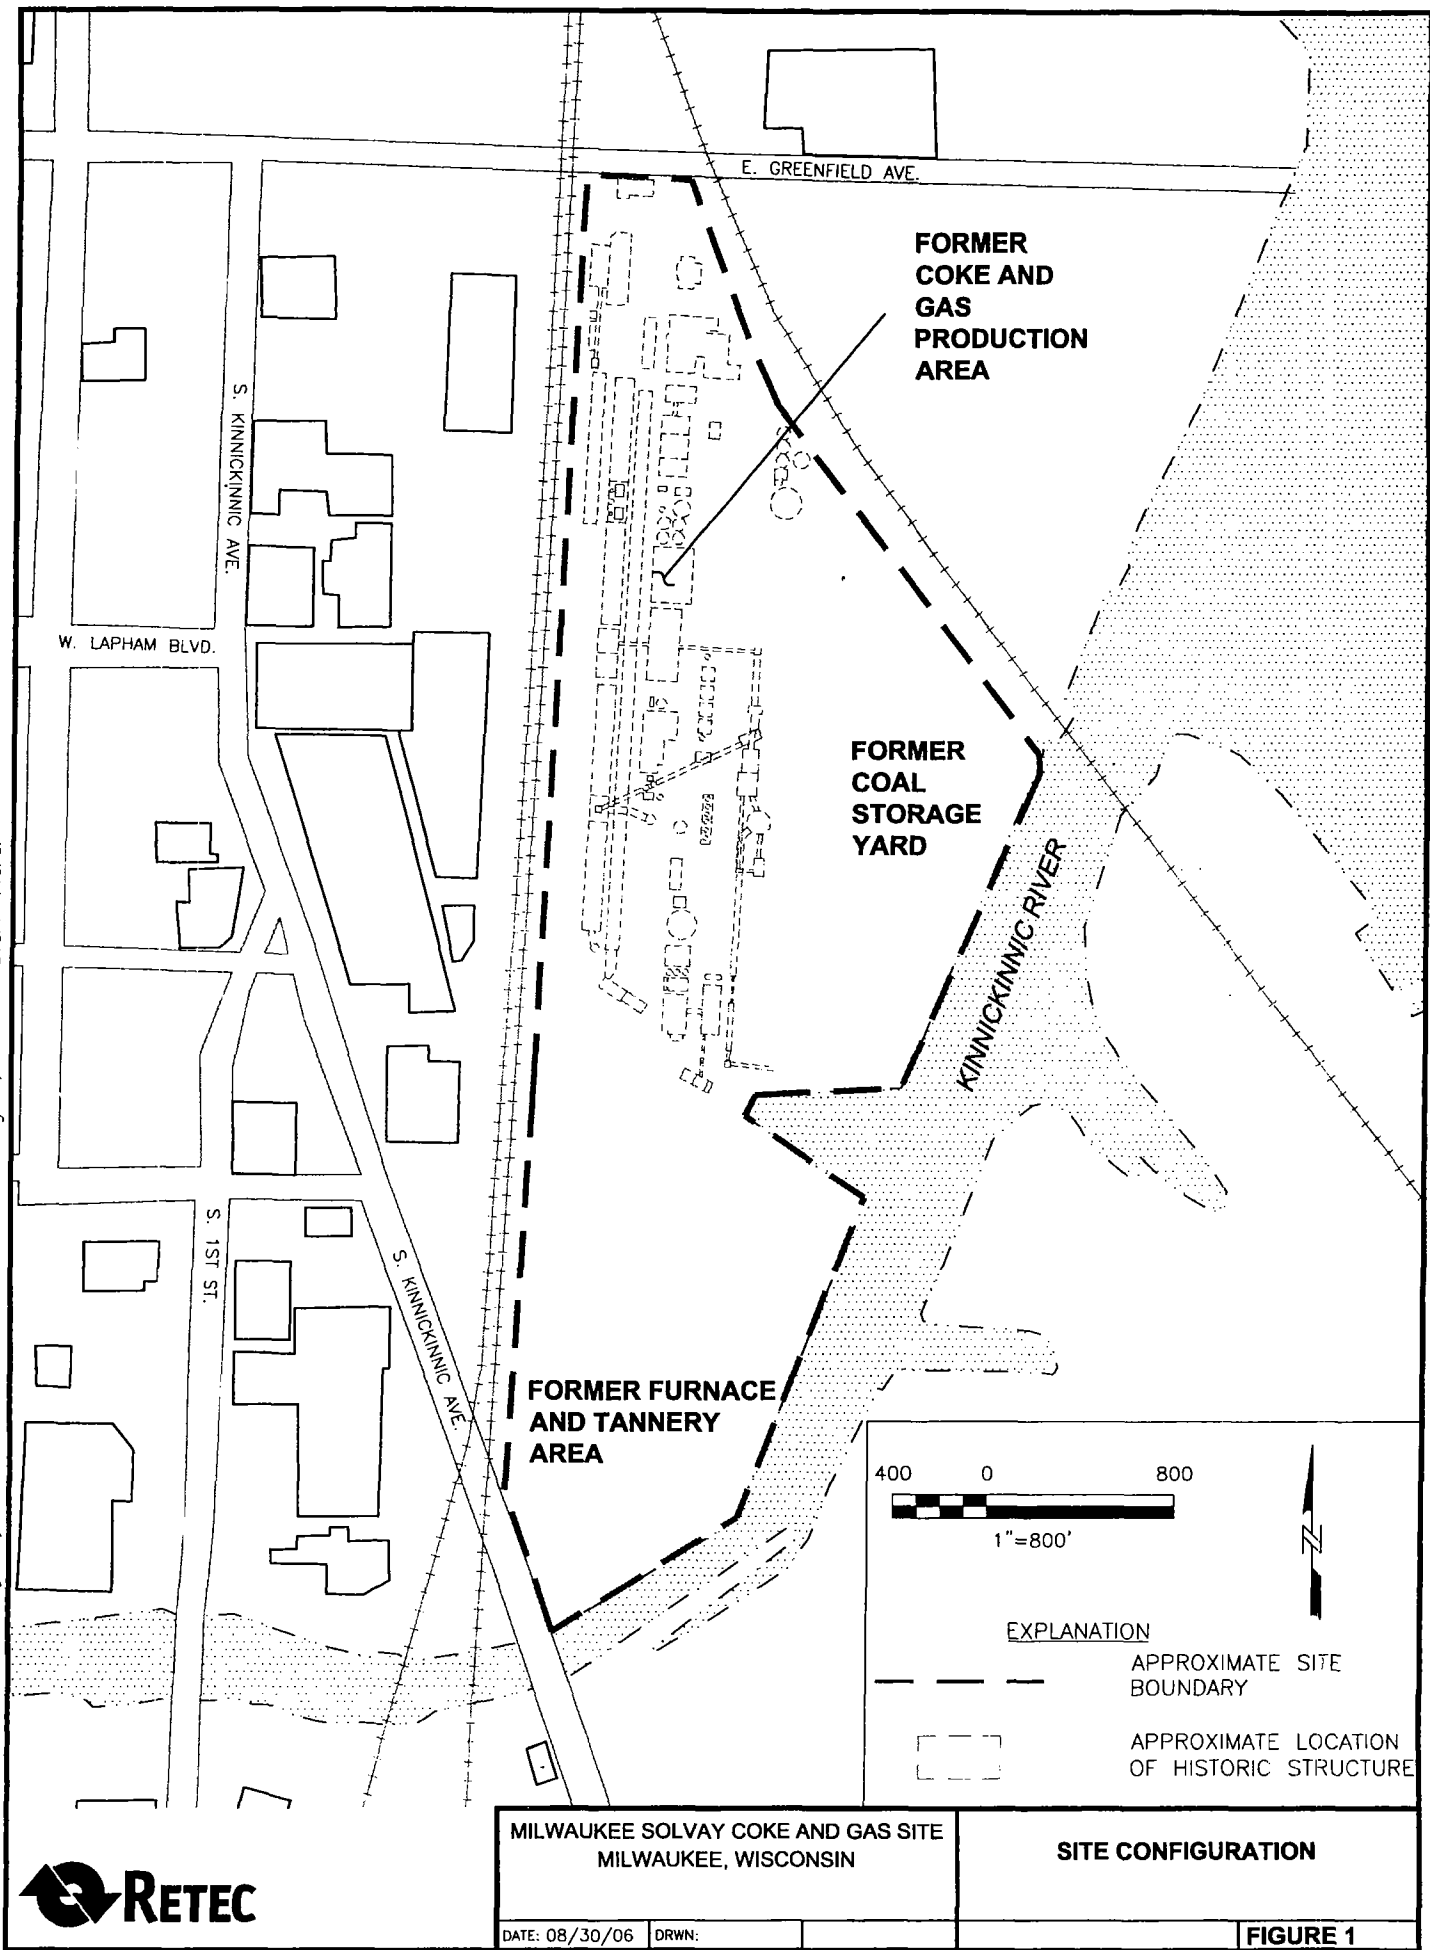 E. GREENFIELD AVE.
FORMER
COKE AND
GAS
PRODUCTION
AREA
S. KINNICKINNIC AVE.
W. LAPHAM BLVD.
FORMER
COAL
STORAGE
YARD
KINNICKINNIC RIVER
S. 1ST ST.
S. KINNICKINNIC AVE.
FORMER FURNACE
AND TANNERY
AREA
400 0 800
1"=800'
EXPLANATION
APPROXIMATE SITE
BOUNDARY
APPROXIMATE LOCATION
OF HISTORIC STRUCTURE
MILWAUKEE SOLVAY COKE AND GAS SITE
MILWAUKEE, WISCONSIN
SITE CONFIGURATION
RETEC
DATE: 08/30/06 DRWN:
FIGURE 1